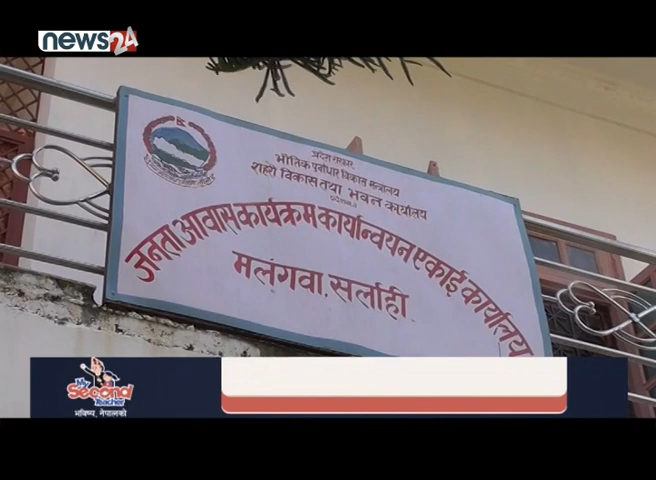 news24
प्रदेश सरकार
भौतिक पूर्वाधार विकास मन्त्रालय
शहरी विकास तथा भवन कार्यालय
जनता आवास कार्यक्रम कार्यान्वयन एकाई कार्यालय
मलंगवा, सर्लाही
My
Second
Teacher
भविष्य, नेपालको